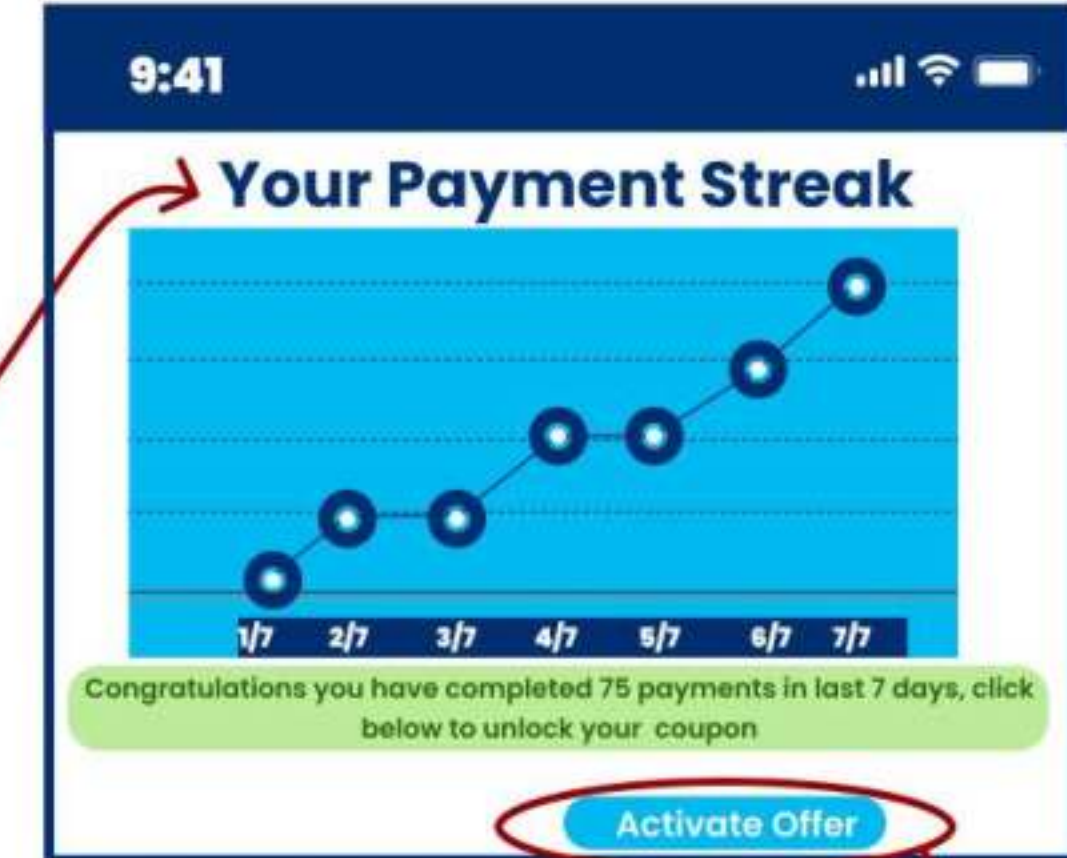 9:41
Your Payment Streak
1/7 2/7 3/7 4/7 5/7 6/7 7/7
Congratulations you have completed 75 payments in last 7 days, click
below to unlock your coupon
Activate Offer